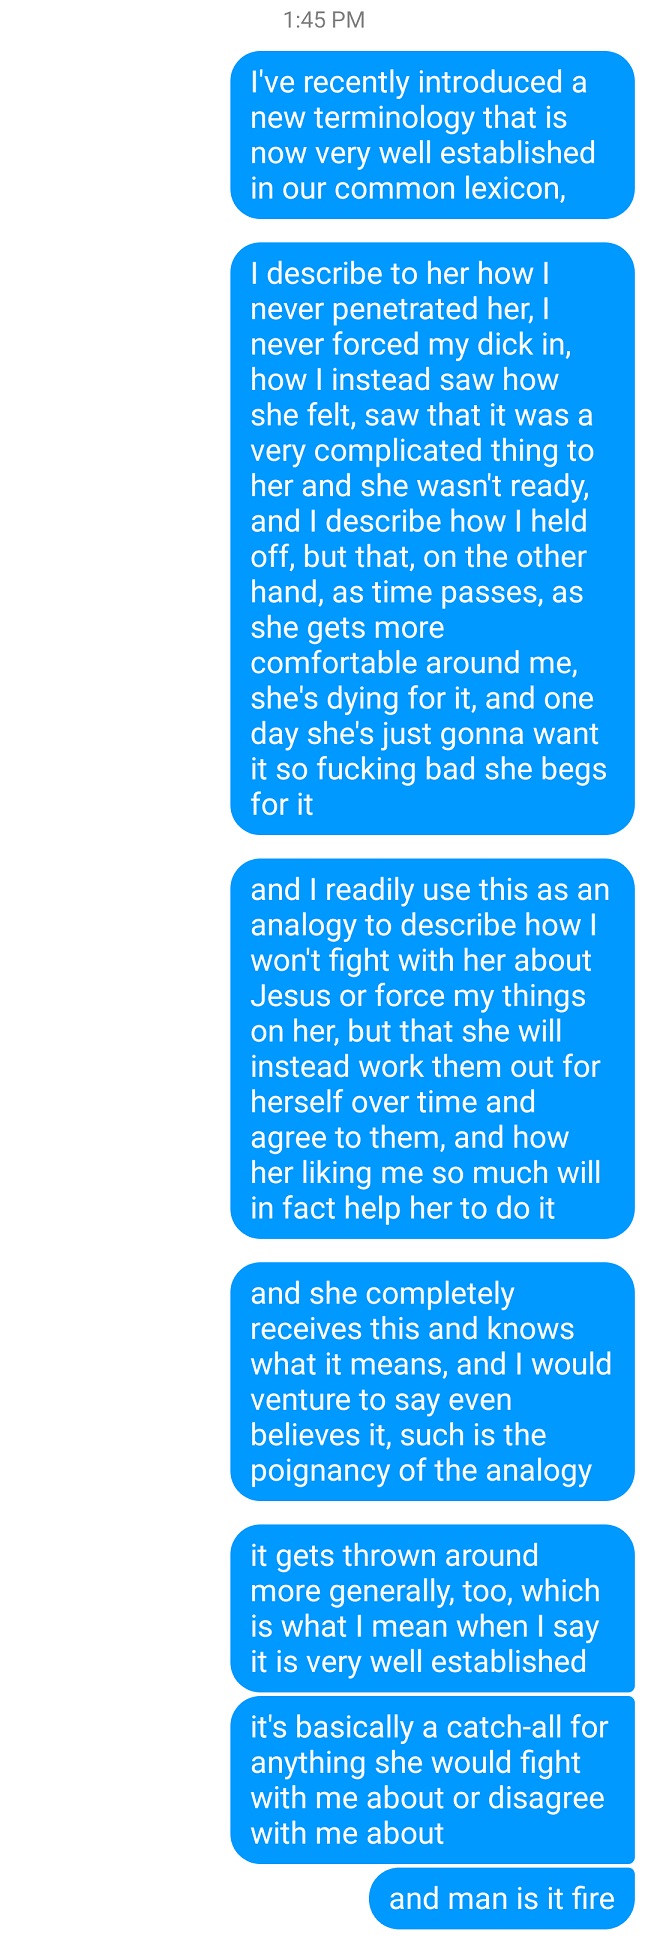 1:45 PM
I've recently introduced a
new terminology that is
now very well established
in our common lexicon,
I describe to her how I
never penetrated her, I
never forced my dick in,
how I instead saw how
she felt, saw that it was a
very complicated thing to
her and she wasn't ready,
and I describe how I held
off, but that, on the other
hand, as time passes, as
she gets more
comfortable around me,
she's dying for it, and one
day she's just gonna want
it so fucking bad she begs
for it
and I readily use this as an
analogy to describe how I
won't fight with her about
Jesus or force my things
on her, but that she will
instead work them out for
herself over time and
agree to them, and how
her liking me so much will
in fact help her to do it
and she completely
receives this and knows
what it means, and I would
venture to say even
believes it, such is the
poignancy of the analogy
it gets thrown around
more generally, too, which
is what I mean when I say
it is very well established
it's basically a catch-all for
anything she would fight
with me about or disagree
with me about
and man is it fire